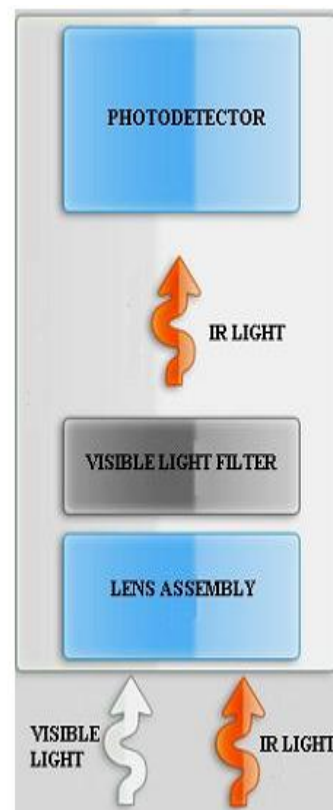 PHOTODETECTOR
IR LIGHT
VISIBLE LIGHT FILTER
LENS ASSEMBLY
VISIBLE
LIGHT
IR LIGHT